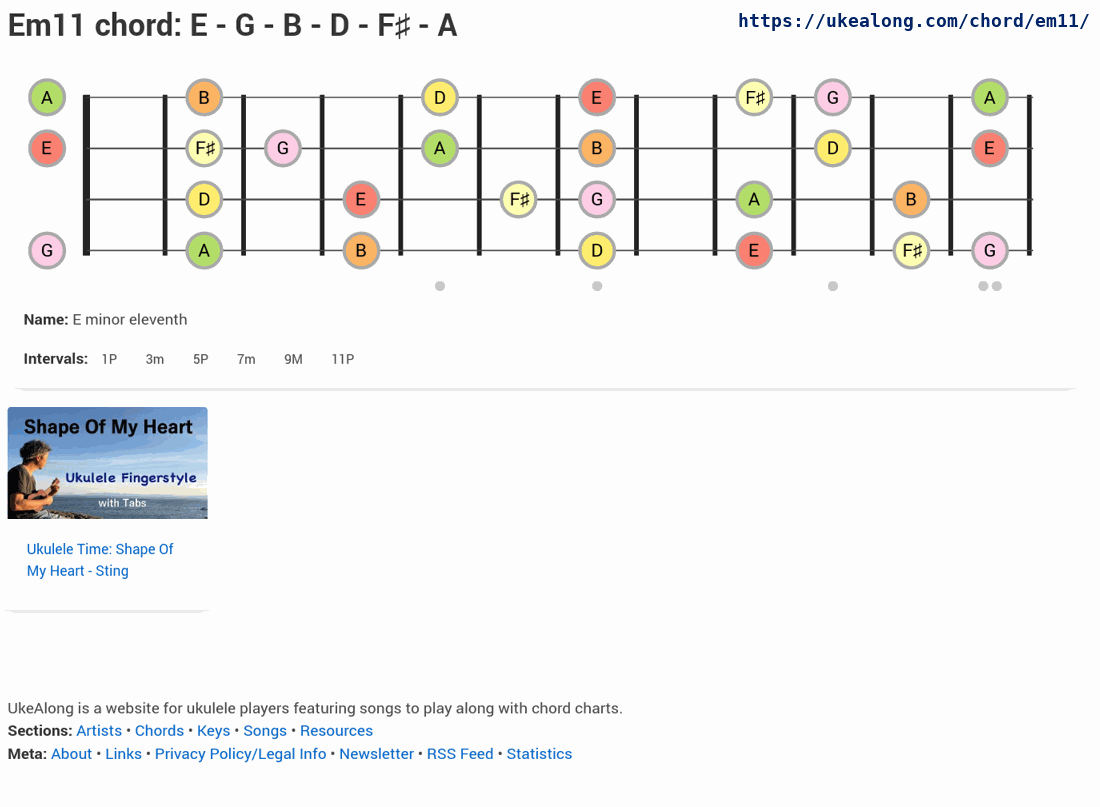 Em11 chord: E - G - B - D - F♯ - A
https://ukealong.com/chord/em11/
A B D E F♯ G A
E F♯ G A B D E
D E F♯ G A B
G A B D E F♯ G
Name: E minor eleventh
Intervals: 1P 3m 5P 7m 9M 11P
Shape Of My Heart
Ukulele Fingerstyle
with Tabs
Ukulele Time: Shape Of
My Heart - Sting
UkeAlong is a website for ukulele players featuring songs to play along with chord charts.
Sections: Artists • Chords • Keys • Songs • Resources
Meta: About • Links • Privacy Policy/Legal Info • Newsletter • RSS Feed • Statistics